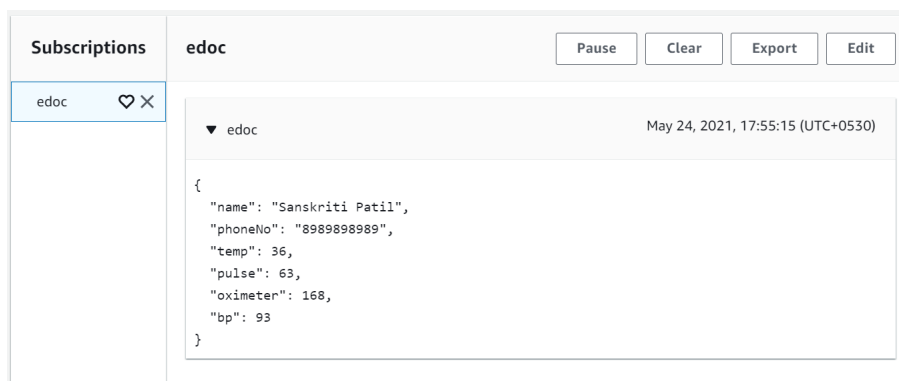 Subscriptions
edoc
Pause
Clear
Export
Edit
edoc
edoc
May 24, 2021, 17:55:15 (UTC+0530)
{
"name": "Sanskriti Patil",
"phoneNo": "8989898989",
"temp": 36,
"pulse": 63,
"oximeter": 168,
"bp": 93
}